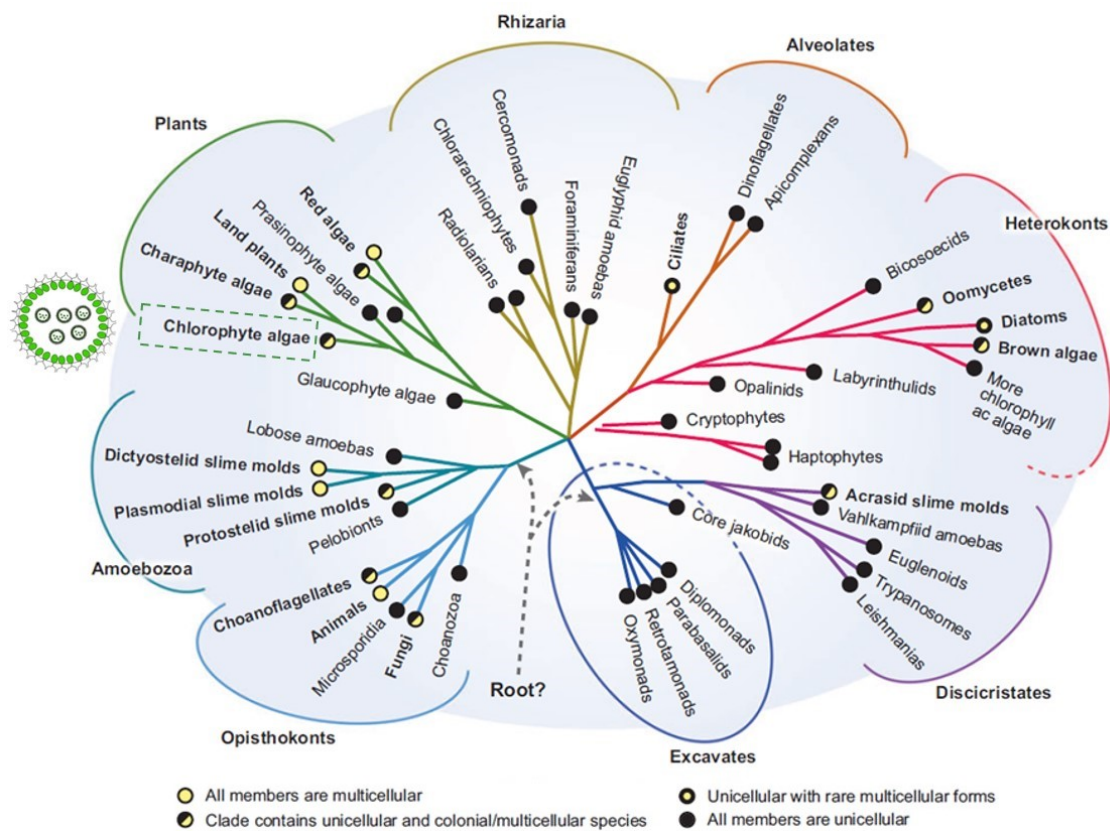 Rhizaria
Alveolates
Plants
Heterokonts
Cercomonads
Chlorarachniophytes
Radiolarians
Foraminiferans
Euglyphid amoebas
Dinoflagellates
Apicomplexans
Ciliates
Red algae
Prasinophyte algae
Land plants
Charaphyte algae
Chlorophyte algae
Glaucophyte algae
Bicosoecids
Oomycetes
Diatoms
Brown algae
More
chlorophyll
ac algae
Labyrinthulids
Opalinids
Cryptophytes
Haptophytes
Lobose amoebas
Dictyostelid slime molds
Plasmodial slime molds
Protostelid slime molds
Pelobionts
Amoebozoa
Acrasid slime molds
Vahlkampfiid amoebas
Core jakobids
Euglenoids
Trypanosomes
Leishmanias
Discicristates
Choanoflagellates
Animals
Microsporidia
Fungi
Choanozoa
Opisthokonts
Root?
Diplomonads
Parabasalids
Retrotamonads
Oxymonads
Excavates
All members are multicellular
Clade contains unicellular and colonial/multicellular species
Unicellular with rare multicellular forms
All members are unicellular